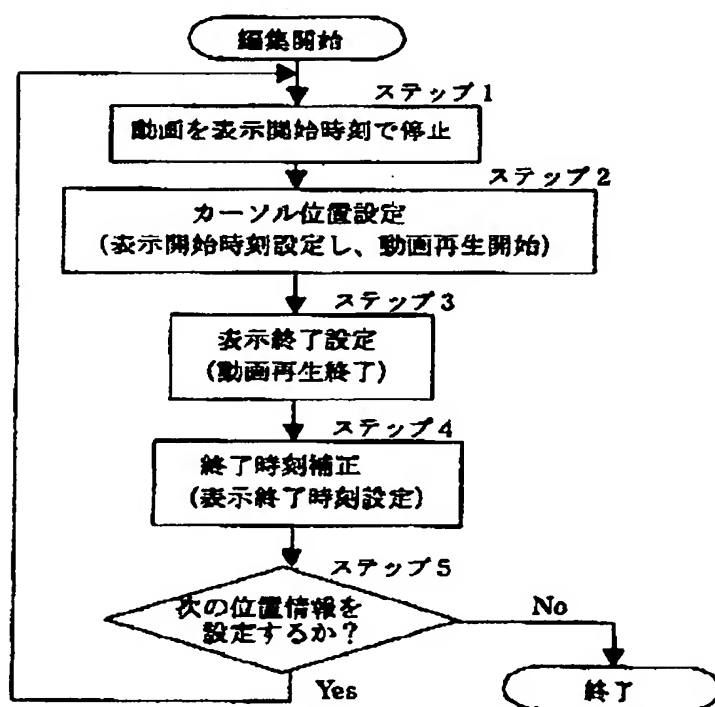 編集開始
ステップ1
動画を表示開始時刻で停止
ステップ2
カーソル位置設定
(表示開始時刻設定し、動画再生開始)
ステップ3
表示終了設定
(動画再生終了)
ステップ4
終了時刻補正
(表示終了時刻設定)
ステップ5
次の位置情報を
設定するか?
No
Yes
終了